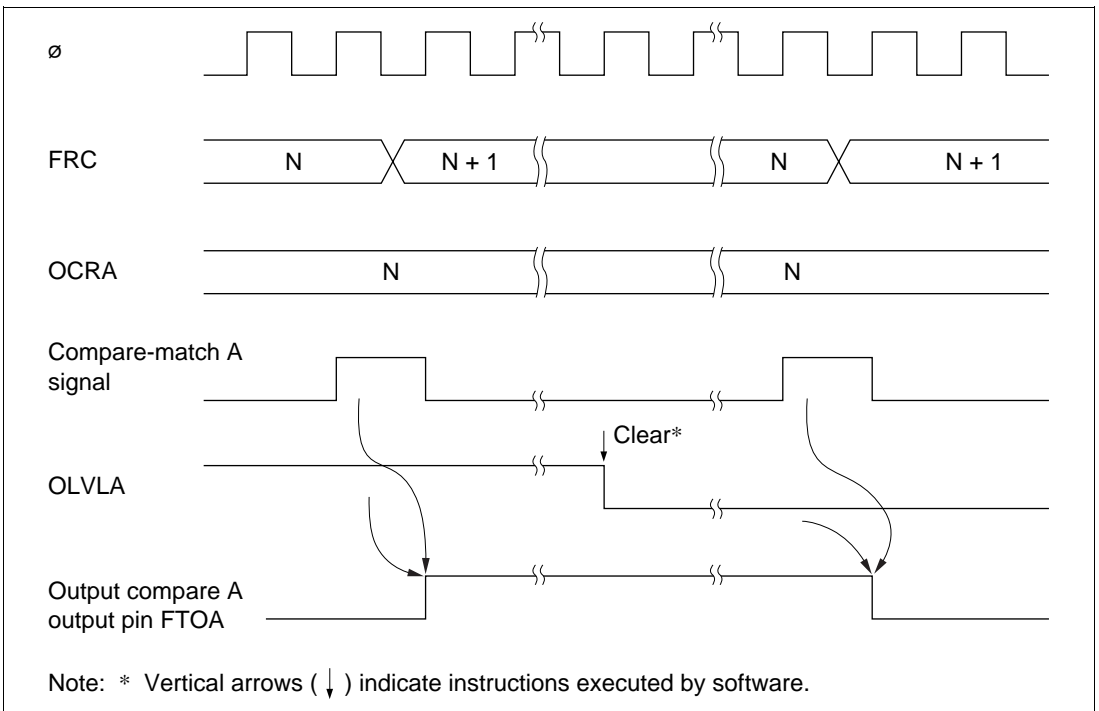 ø
FRC N N + 1 N N + 1
OCRA N N
Compare-match A
signal
Clear*
OLVLA
Output compare A
output pin FTOA
Note: * Vertical arrows ( ↓ ) indicate instructions executed by software.